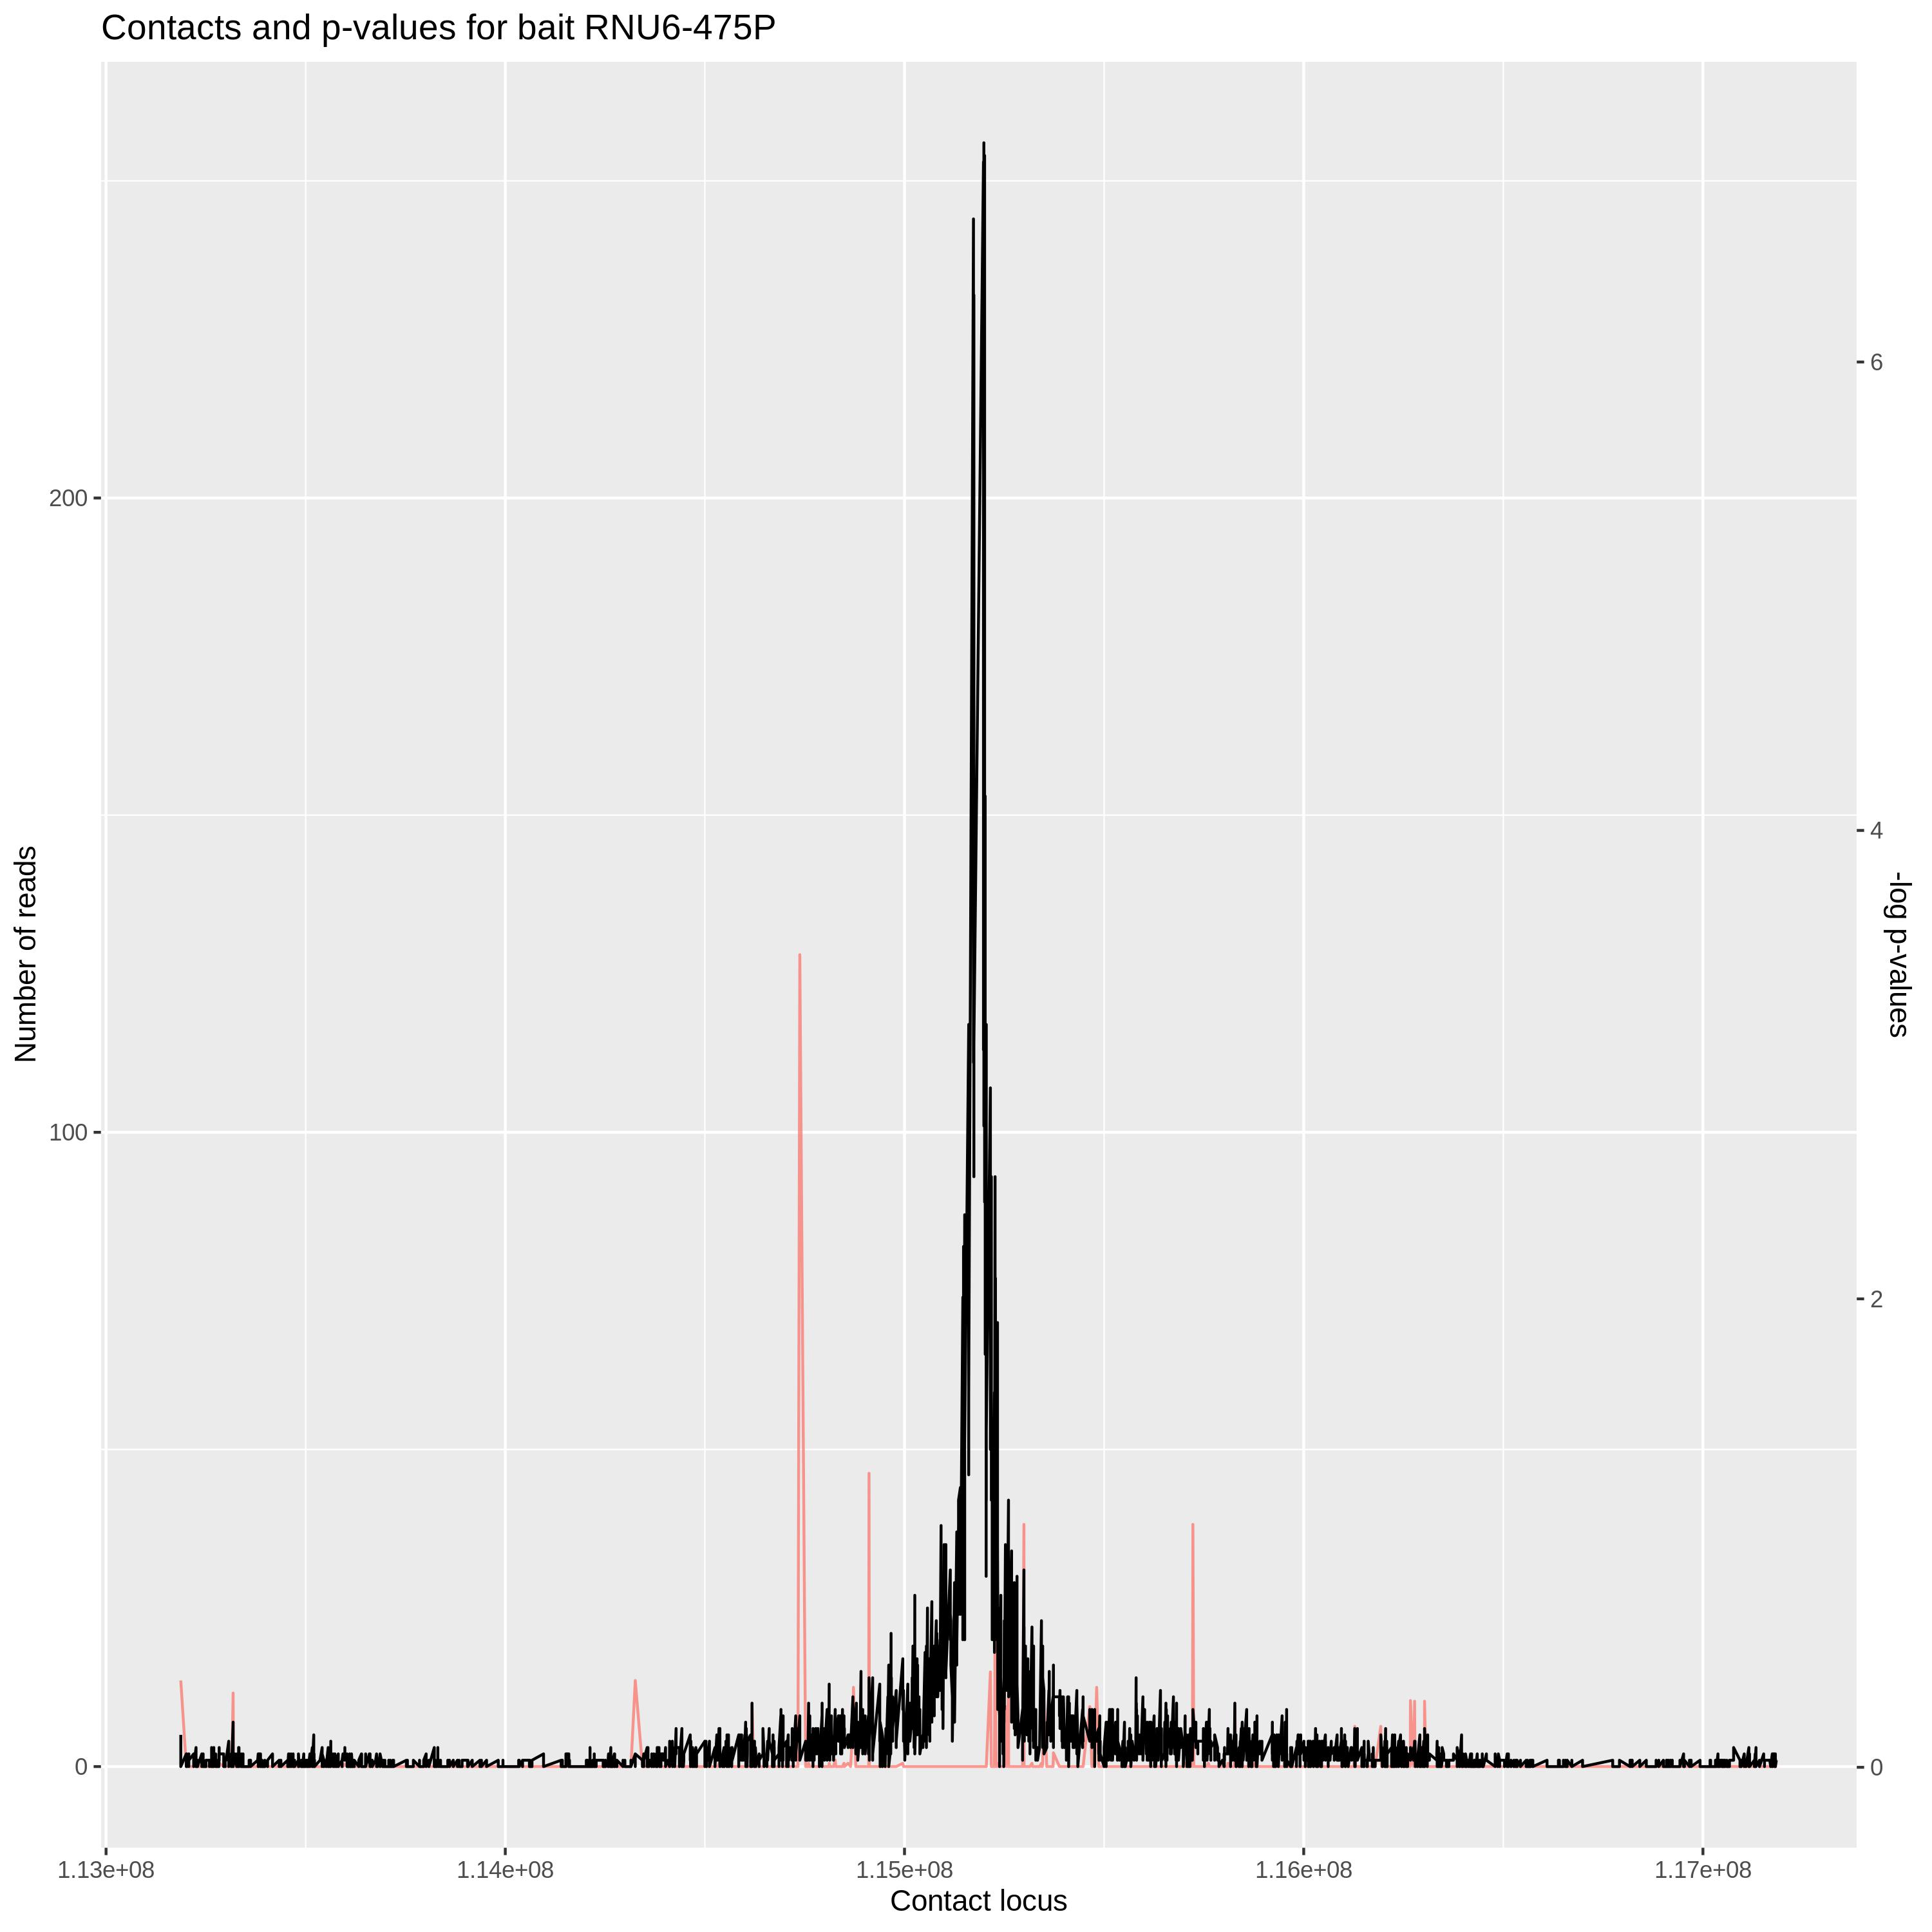 Contacts and p-values for bait RNU6-475P
Number of reads
200
100
0
6
4
2
0
-log p-values
1.13e+08
1.14e+08
1.15e+08
1.16e+08
1.17e+08
Contact locus